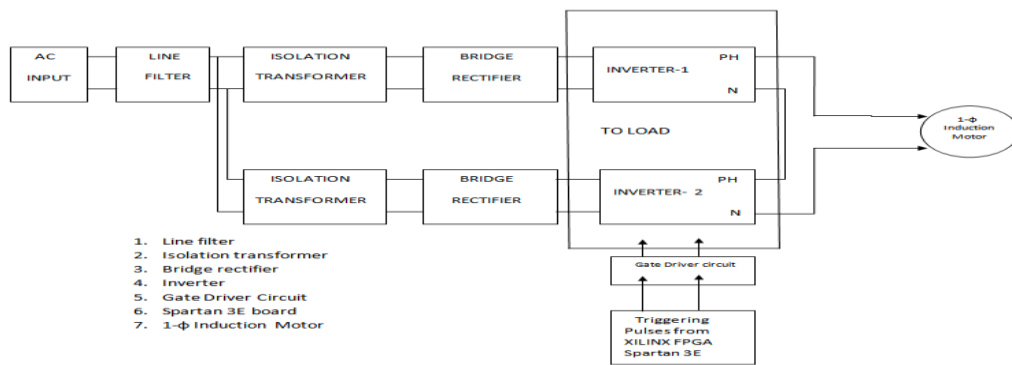 AC
INPUT
LINE
FILTER
ISOLATION
TRANSFORMER
BRIDGE
RECTIFIER
INVERTER-1
PH
N
TO LOAD
1-ϕ
Induction
Motor
ISOLATION
TRANSFORMER
BRIDGE
RECTIFIER
INVERTER- 2
PH
N
1. Line filter
2. Isolation transformer
3. Bridge rectifier
4. Inverter
5. Gate Driver Circuit
6. Spartan 3E board
7. 1-ϕ Induction Motor
Gate Driver circuit
Triggering
Pulses from
XILINX FPGA
Spartan 3E